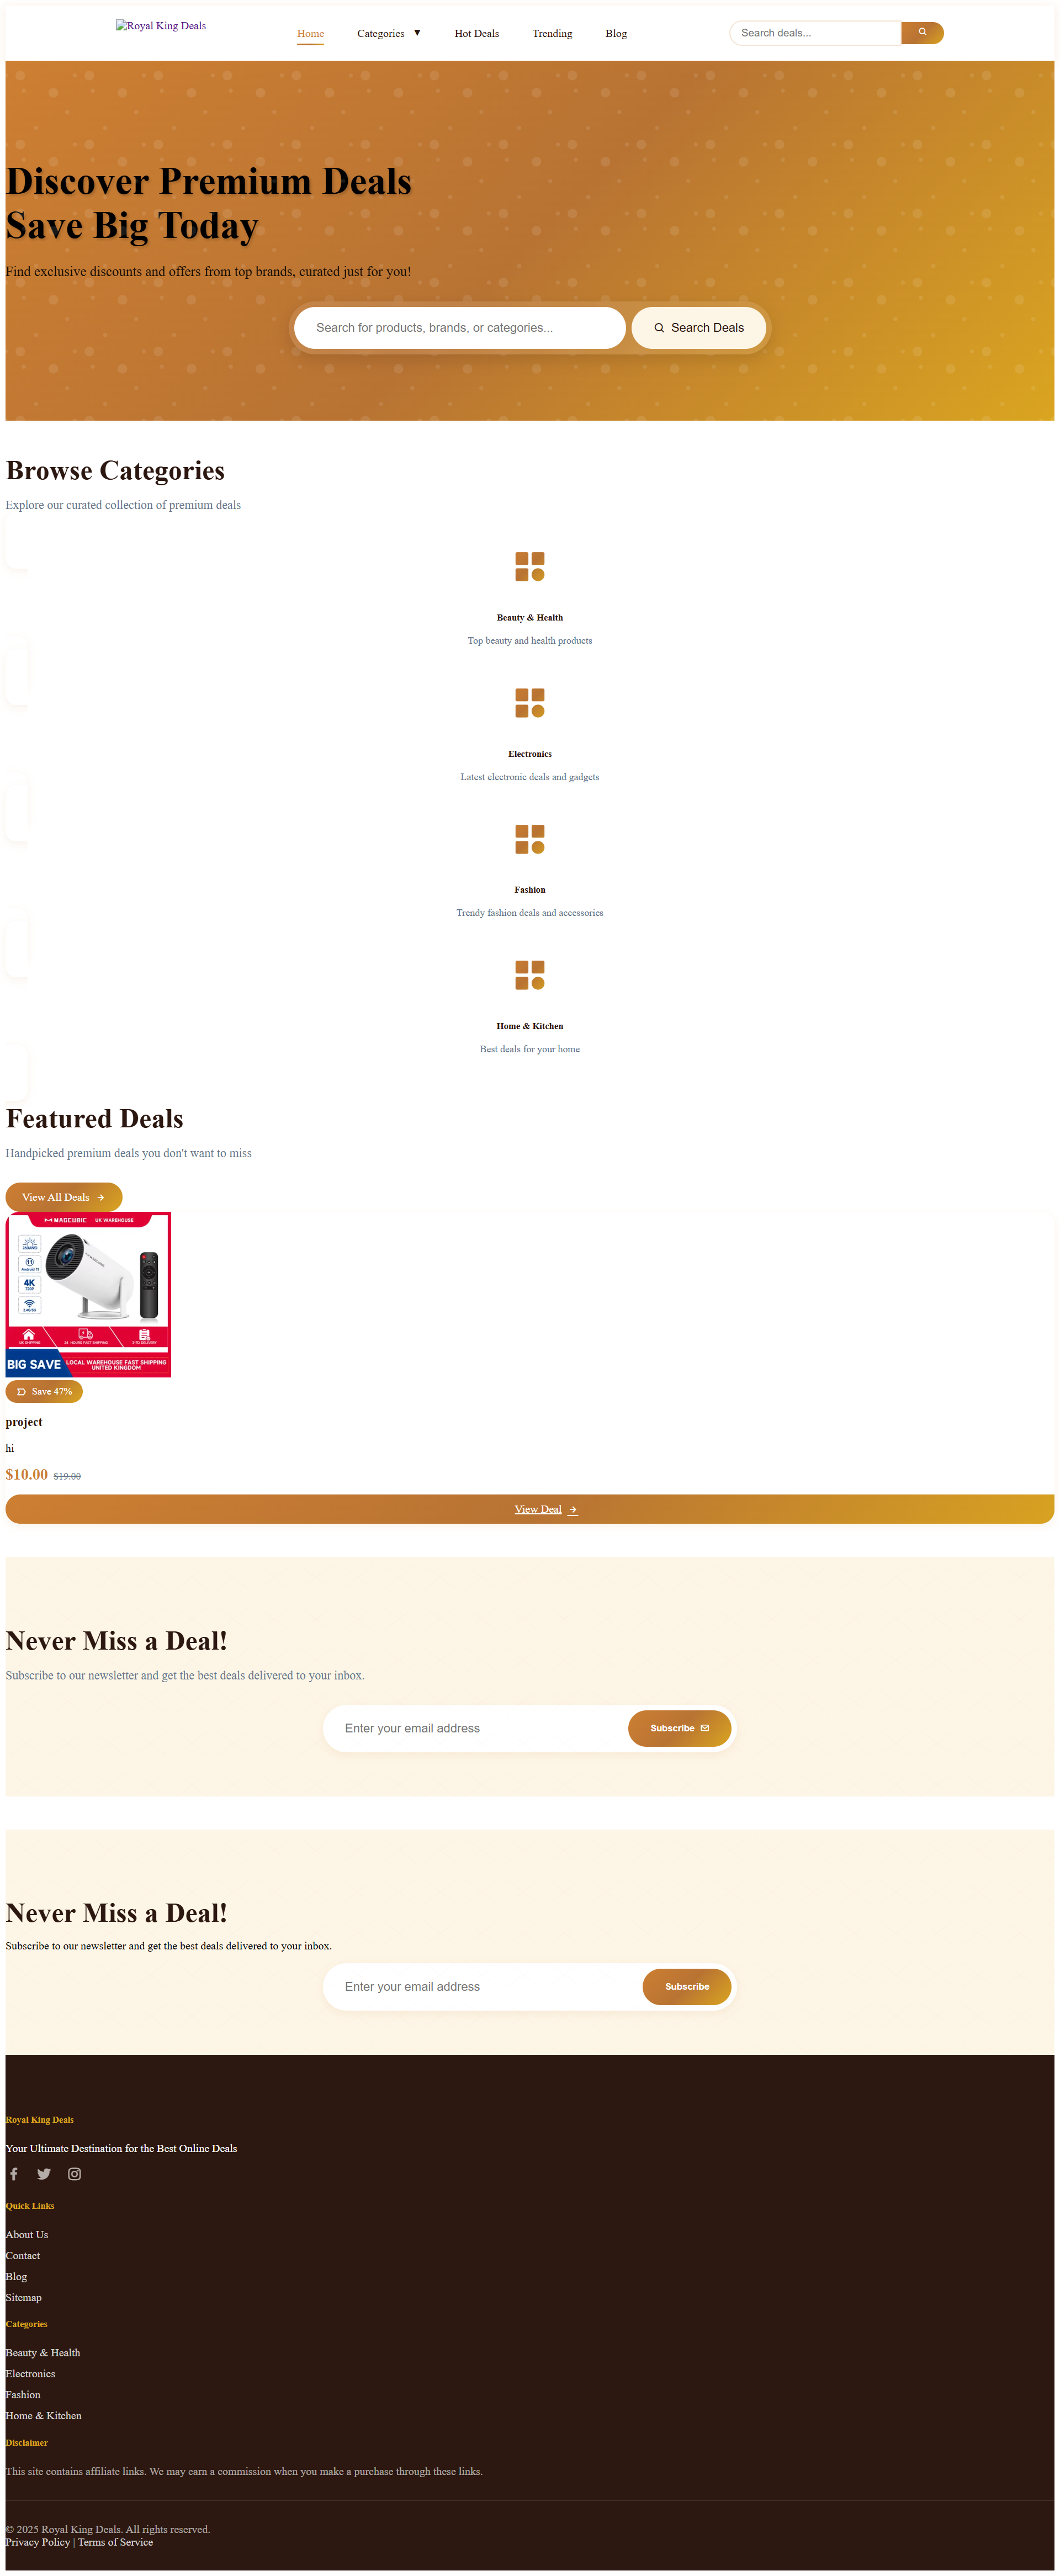 Royal King Deals
Home
Categories ▼
Hot Deals
Trending
Blog
Search deals...
Discover Premium Deals
Save Big Today
Find exclusive discounts and offers from top brands, curated just for you!
Search for products, brands, or categories...
Search Deals
Browse Categories
Explore our curated collection of premium deals
Beauty & Health
Top beauty and health products
Electronics
Latest electronic deals and gadgets
Fashion
Trendy fashion deals and accessories
Home & Kitchen
Best deals for your home
Featured Deals
Handpicked premium deals you don't want to miss
View All Deals
MAGCUBIC UK WAREHOUSE
Android 11
4K
720P
BIG SAVE
LOCAL WAREHOUSE FAST SHIPPING
UNITED KINGDOM
Save 47%
project
hi
$10.00 $19.00
View Deal
Never Miss a Deal!
Subscribe to our newsletter and get the best deals delivered to your inbox.
Enter your email address
Subscribe
Never Miss a Deal!
Subscribe to our newsletter and get the best deals delivered to your inbox.
Enter your email address
Subscribe
Royal King Deals
Your Ultimate Destination for the Best Online Deals
Quick Links
About Us
Contact
Blog
Sitemap
Categories
Beauty & Health
Electronics
Fashion
Home & Kitchen
Disclaimer
This site contains affiliate links. We may earn a commission when you make a purchase through these links.
© 2025 Royal King Deals. All rights reserved.
Privacy Policy | Terms of Service